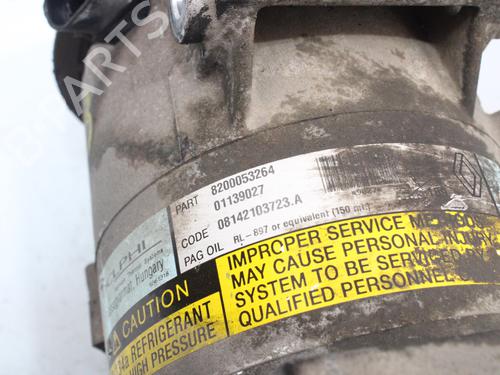 PART 8200053264
01139027
CODE 08142103723.A
PAG OIL RL-897 or equivalent (150 ml.)
Hungary
CAUTION
REFRIGERANT
HIGH PRESSURE
IMPROPER SERVICE
MAY CAUSE PERSONAL
SYSTEM TO BE SERVICED BY
QUALIFIED PERSONNEL